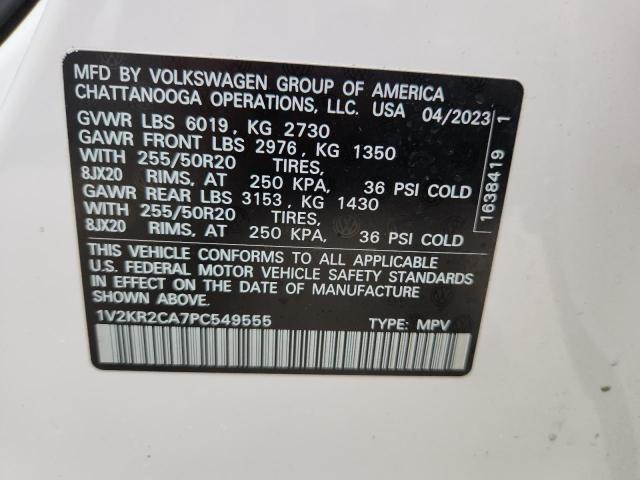 MFD BY VOLKSWAGEN GROUP OF AMERICA
CHATTANOOGA OPERATIONS, LLC. USA 04/2023
GVWR LBS 6019, KG 2730
GAWR FRONT LBS 2976, KG 1350
WITH 255/50R20 TIRES,
8JX20 RIMS, AT 250 KPA, 36 PSI COLD
GAWR REAR LBS 3153, KG 1430
WITH 255/50R20 TIRES,
8JX20 RIMS, AT 250 KPA, 36 PSI COLD
THIS VEHICLE CONFORMS TO ALL APPLICABLE
U.S. FEDERAL MOTOR VEHICLE SAFETY STANDARDS
IN EFFECT ON THE DATE OF MANUFACTURE
SHOWN ABOVE.
1V2KR2CA7PC549555 TYPE: MPV
1638419 1